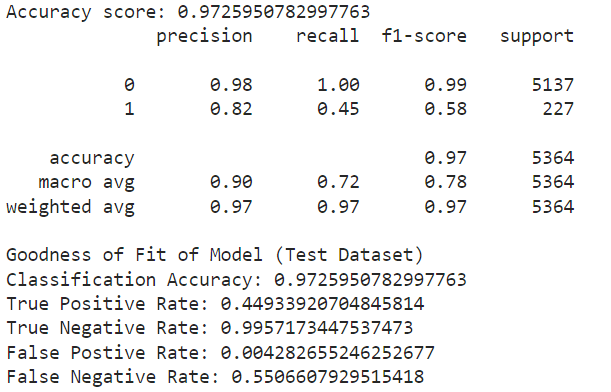 Accuracy score: 0.9725950782997763
precision recall f1-score support
0 0.98 1.00 0.99 5137
1 0.82 0.45 0.58 227
accuracy 0.97 5364
macro avg 0.90 0.72 0.78 5364
weighted avg 0.97 0.97 0.97 5364
Goodness of Fit of Model (Test Dataset)
Classification Accuracy: 0.9725950782997763
True Positive Rate: 0.44933920704845814
True Negative Rate: 0.9957173447537473
False Postive Rate: 0.004282655246252677
False Negative Rate: 0.5506607929515418